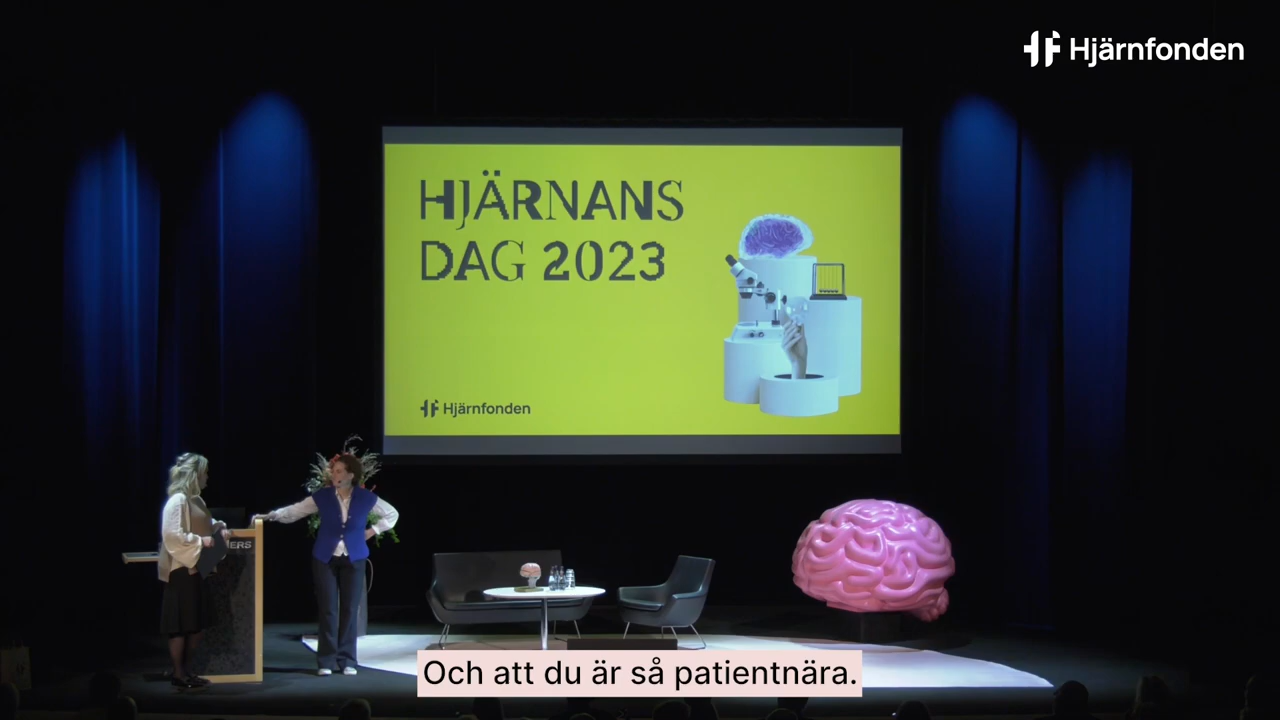 Hjärnfonden
HJÄRNANS
DAG 2023
Hjärnfonden
Och att du är så patientnära.